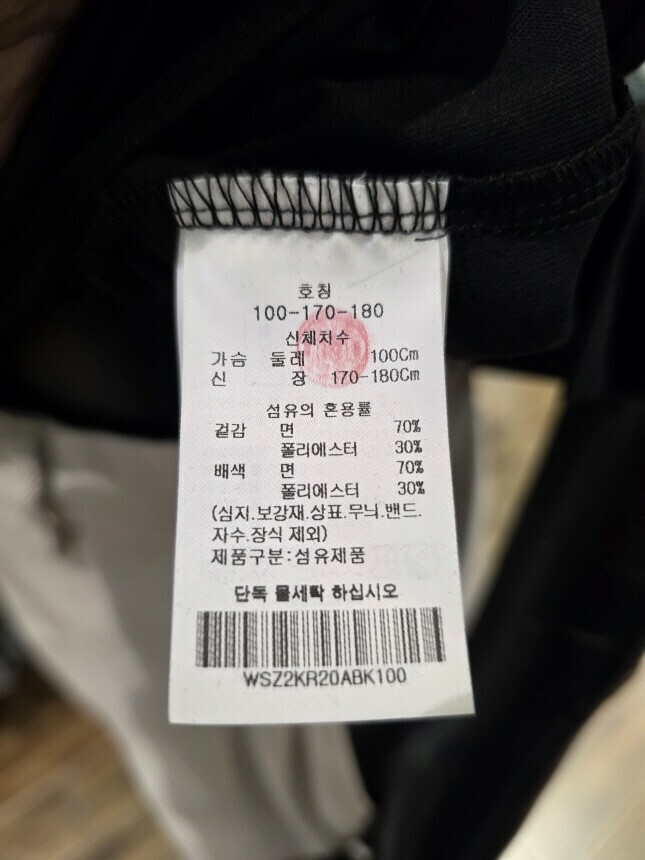 호칭
100-170-180
신체치수
가슴 둘레 100Cm
신 장 170-180Cm
섬유의 혼용률
겉감 면 70%
폴리에스터 30%
배색 면 70%
폴리에스터 30%
(심지.보강재.상표.무늬.밴드.
자수.장식 제외)
제품구분:섬유제품
단독 물세탁 하십시오
WSZ2KR20ABK100